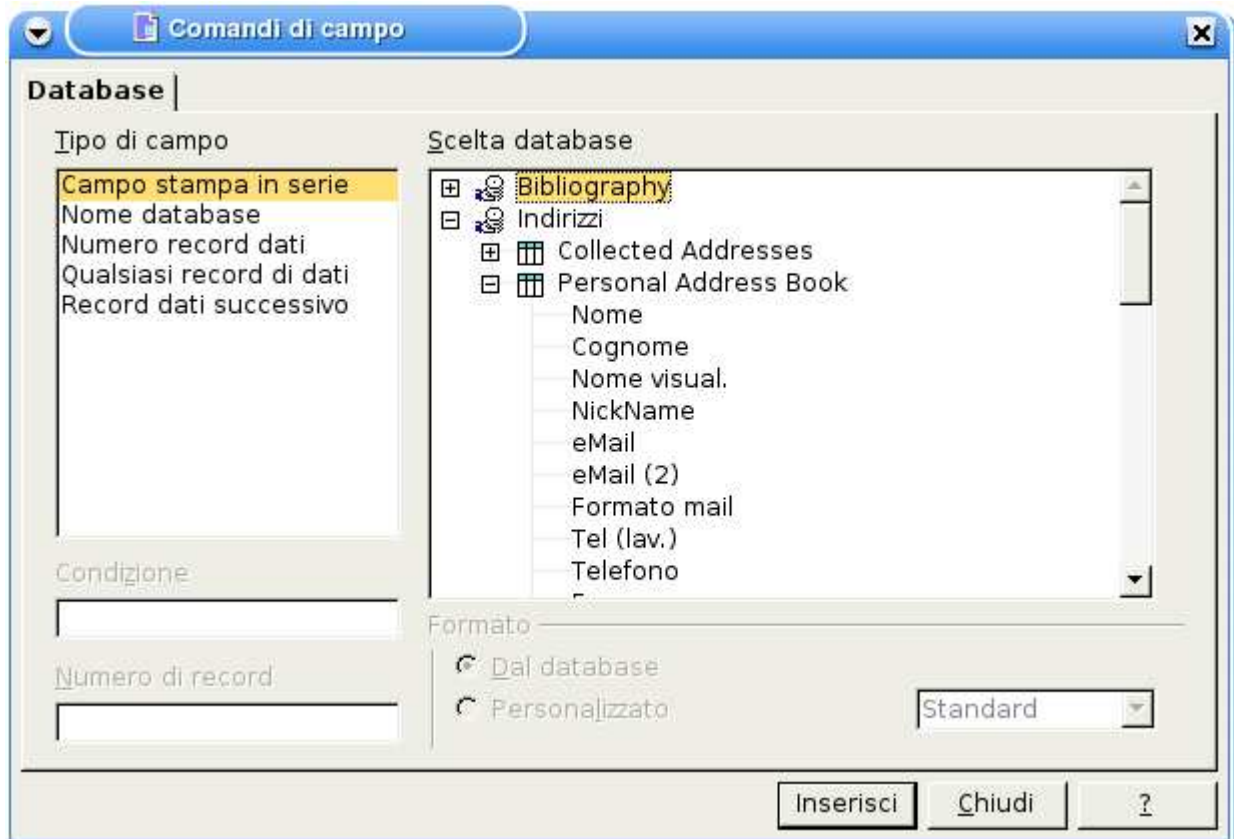 Comandi di campo
Database
Tipo di campo
Campo stampa in serie
Nome database
Numero record dati
Qualsiasi record di dati
Record dati successivo
Condizione
Numero di record
Scelta database
Bibliography
Indirizzi
Collected Addresses
Personal Address Book
Nome
Cognome
Nome visual.
NickName
eMail
eMail (2)
Formato mail
Tel (lav.)
Telefono
Formato
Dal database
Personalizzato
Standard
Inserisci
Chiudi
?